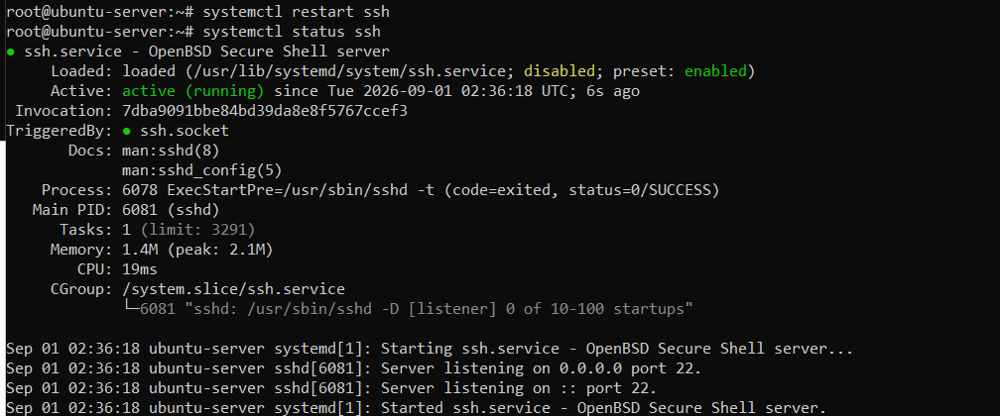 root@ubuntu-server:~# systemctl restart ssh
root@ubuntu-server:~# systemctl status ssh
● ssh.service - OpenBSD Secure Shell server
     Loaded: loaded (/usr/lib/systemd/system/ssh.service; disabled; preset: enabled)
     Active: active (running) since Tue 2026-09-01 02:36:18 UTC; 6s ago
 Invocation: 7dba9091bbe84bd39da8e8f5767ccef3
TriggeredBy: ● ssh.socket
       Docs: man:sshd(8)
             man:sshd_config(5)
    Process: 6078 ExecStartPre=/usr/sbin/sshd -t (code=exited, status=0/SUCCESS)
   Main PID: 6081 (sshd)
      Tasks: 1 (limit: 3291)
     Memory: 1.4M (peak: 2.1M)
        CPU: 19ms
     CGroup: /system.slice/ssh.service
             └─6081 "sshd: /usr/sbin/sshd -D [listener] 0 of 10-100 startups"

Sep 01 02:36:18 ubuntu-server systemd[1]: Starting ssh.service - OpenBSD Secure Shell server...
Sep 01 02:36:18 ubuntu-server sshd[6081]: Server listening on 0.0.0.0 port 22.
Sep 01 02:36:18 ubuntu-server sshd[6081]: Server listening on :: port 22.
Sep 01 02:36:18 ubuntu-server systemd[1]: Started ssh.service - OpenBSD Secure Shell server.